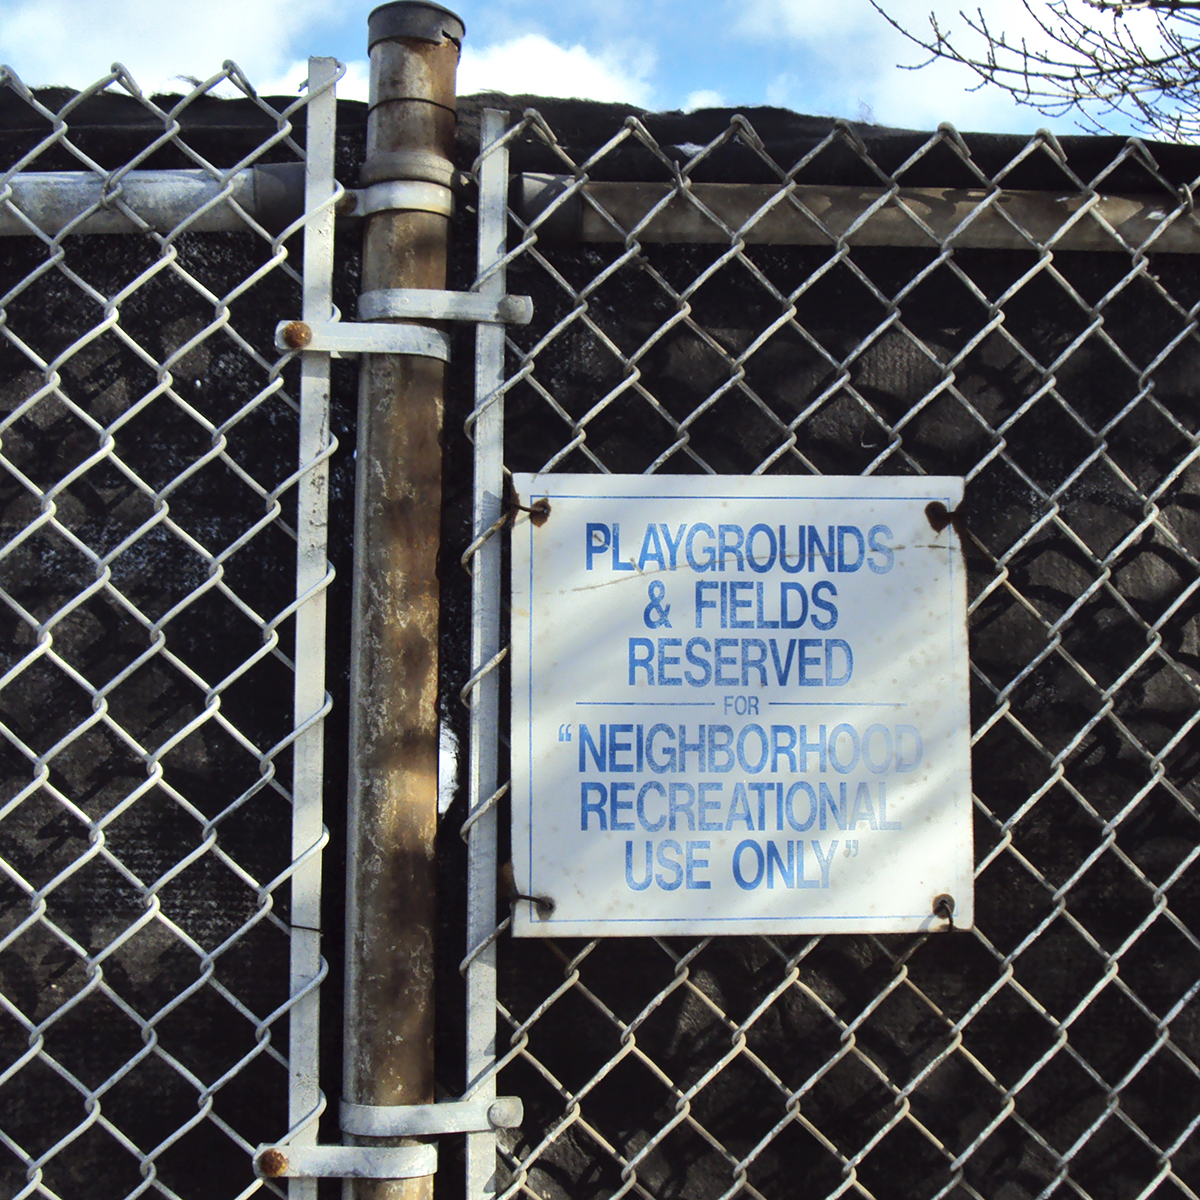 PLAYGROUNDS
& FIELDS
RESERVED
FOR
“NEIGHBORHOOD
RECREATIONAL
USE ONLY”